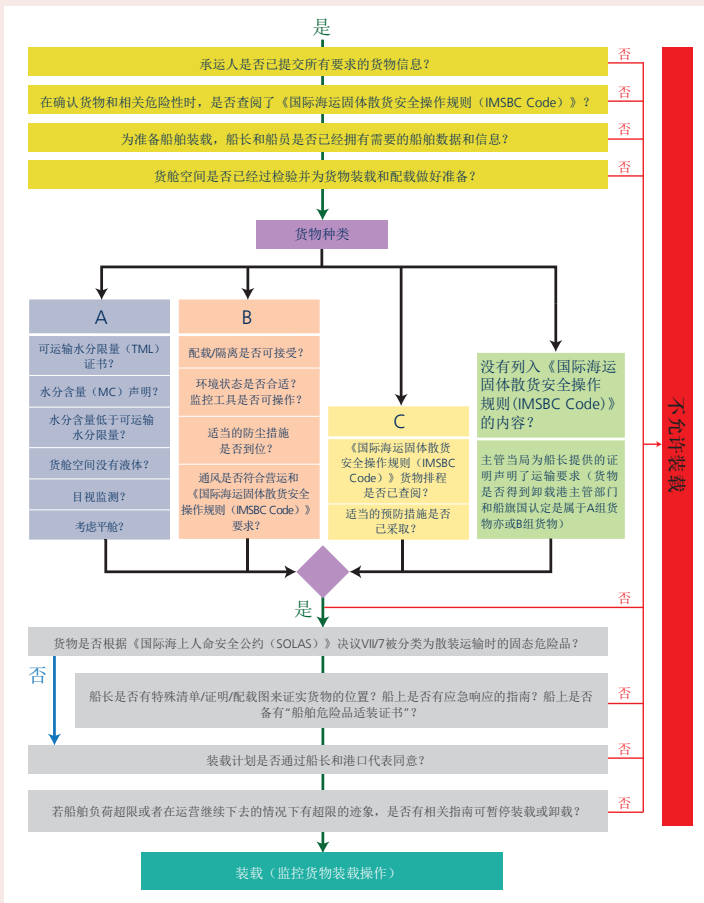 是
承运人是否已提交所有要求的货物信息？
否
在确认货物和相关危险性时，是否查阅了《国际海运固体散货安全操作规则（IMSBC Code）》？
否
为准备船舶装载，船长和船员是否已经拥有需要的船舶数据和信息？
否
货舱空间是否已经过检验并为货物装载和配载做好准备？
否
货物种类
A
可运输水分限量（TML）
证书？
水分含量（MC）声明？
水分含量低于可运输
水分限量？
货舱空间没有液体？
目视监测？
考虑平舱？
B
配载/隔离是否可接受？
环境状态是否合适？
监控工具是否可操作？
适当的防尘措施
是否到位？
通风是否符合营运和
《国际海运固体散货安全
操作规则（IMSBC Code）》
要求？
C
《国际海运固体散货
安全操作规则（IMSBC
Code）》货物排程
是否已查阅？
适当的预防措施是否
已采取？
没有列入《国际海运
固体散货安全操作
规则(IMSBC Code)》
的内容？
主管当局为船长提供的证
明声明了运输要求（货物
是否得到卸载港主管部门
和船旗国认定是属于A组货
物亦或B组货物）
不允许装载
是
否
货物是否根据《国际海上人命安全公约（SOLAS）》决议VII/7被分类为散装运输时的固态危险品？
否
船长是否有特殊清单/证明/配载图来证实货物的位置？船上是否有应急响应的指南？船上是否
备有“船舶危险品适装证书”？
否
装载计划是否通过船长和港口代表同意？
否
若船舶负荷超限或者在运营继续下去的情况下有超限的迹象，是否有相关指南可暂停装载或卸载？
否
装载（监控货物装载操作）